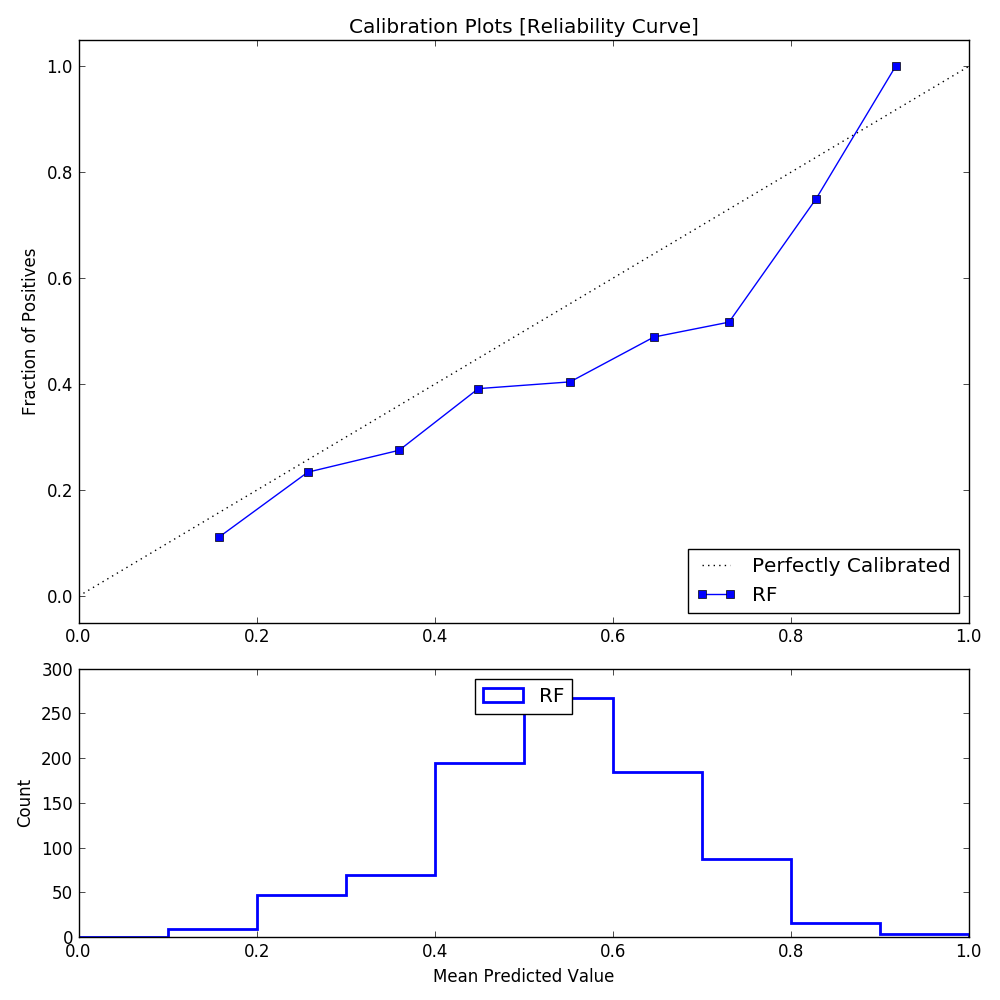 Calibration Plots [Reliability Curve]
1.0
0.8
0.6
0.4
0.2
0.0
Fraction of Positives
Perfectly Calibrated
RF
0.0 0.2 0.4 0.6 0.8 1.0
300
250
200
150
100
50
0
Count
RF
0.0 0.2 0.4 0.6 0.8 1.0
Mean Predicted Value